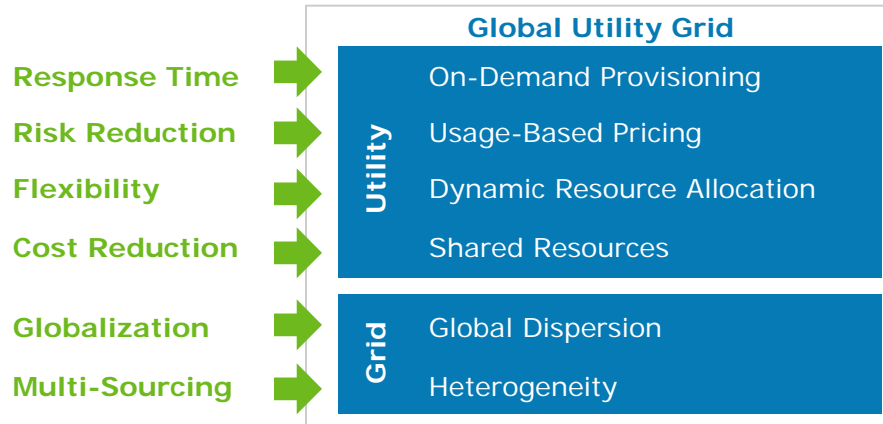 Global Utility Grid
Response Time
On-Demand Provisioning
Risk Reduction
Usage-Based Pricing
Flexibility
Dynamic Resource Allocation
Cost Reduction
Shared Resources
Utility
Globalization
Global Dispersion
Multi-Sourcing
Heterogeneity
Grid